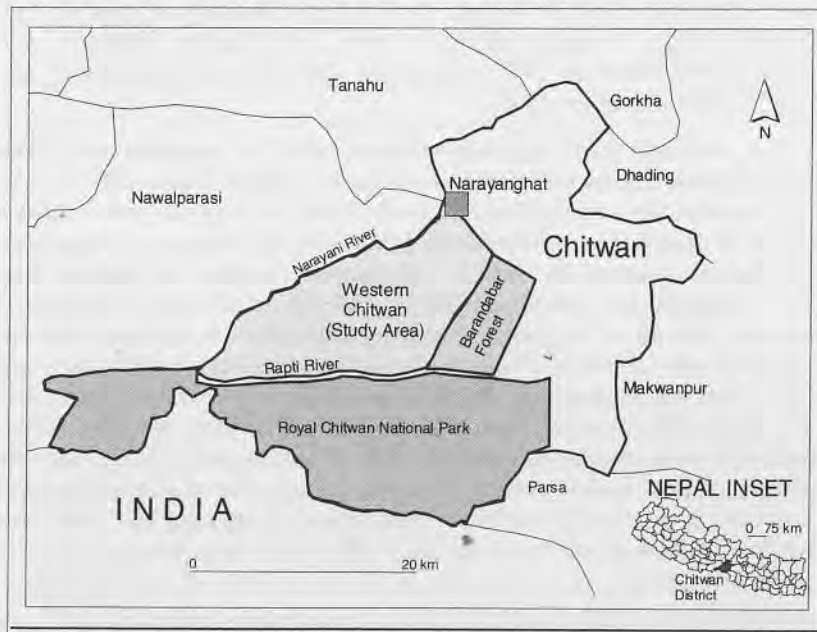 Tanahu
Gorkha
N
Dhading
Nawalparasi
Narayanghat
Narayani River
Chitwan
Western
Chitwan
(Study Area)
Barandabar
Forest
Rapti River
Makwanpur
Royal Chitwan National Park
Parsa
INDIA
NEPAL INSET
0 75 km
0 20 km
Chitwan
District